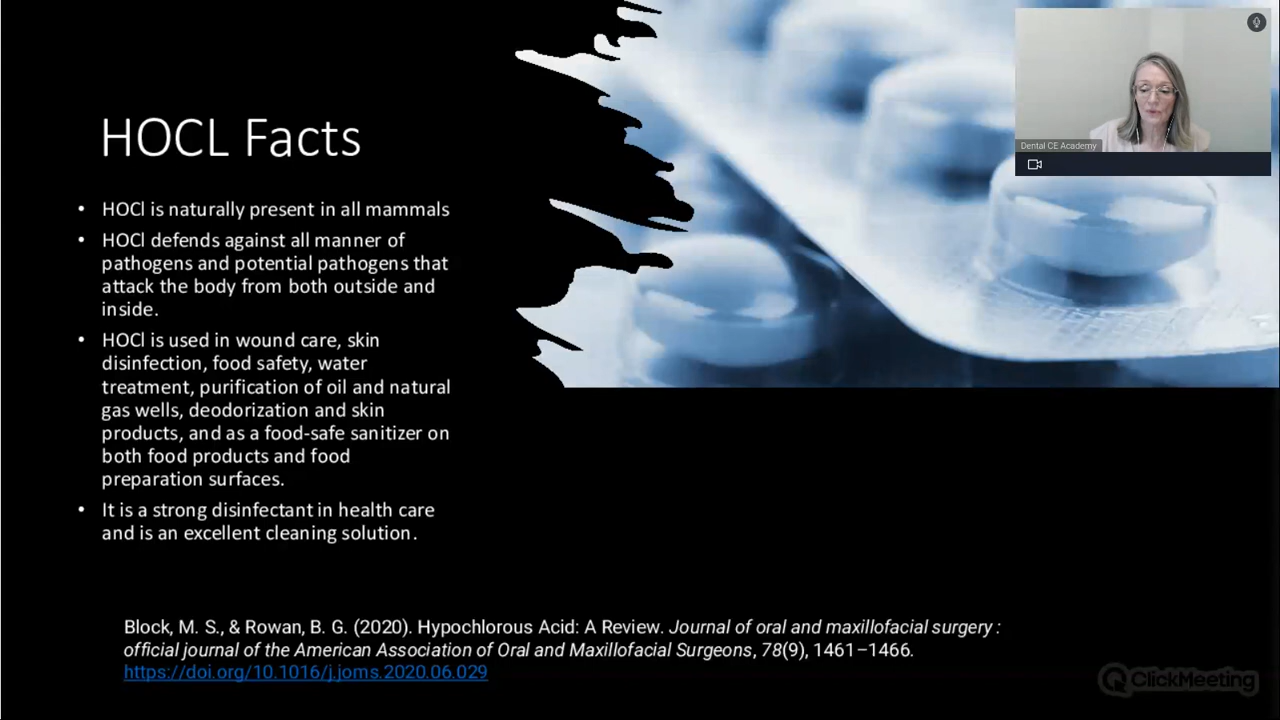 HOCL Facts
• HOCl is naturally present in all mammals
• HOCl defends against all manner of
pathogens and potential pathogens that
attack the body from both outside and
inside.
• HOCl is used in wound care, skin
disinfection, food safety, water
treatment, purification of oil and natural
gas wells, deodorization and skin
products, and as a food-safe sanitizer on
both food products and food
preparation surfaces.
• It is a strong disinfectant in health care
and is an excellent cleaning solution.
Dental CE Academy
Block, M. S., & Rowan, B. G. (2020). Hypochlorous Acid: A Review. Journal of oral and maxillofacial surgery :
official journal of the American Association of Oral and Maxillofacial Surgeons, 78(9), 1461–1466.
https://doi.org/10.1016/j.joms.2020.06.029
ClickMeeting